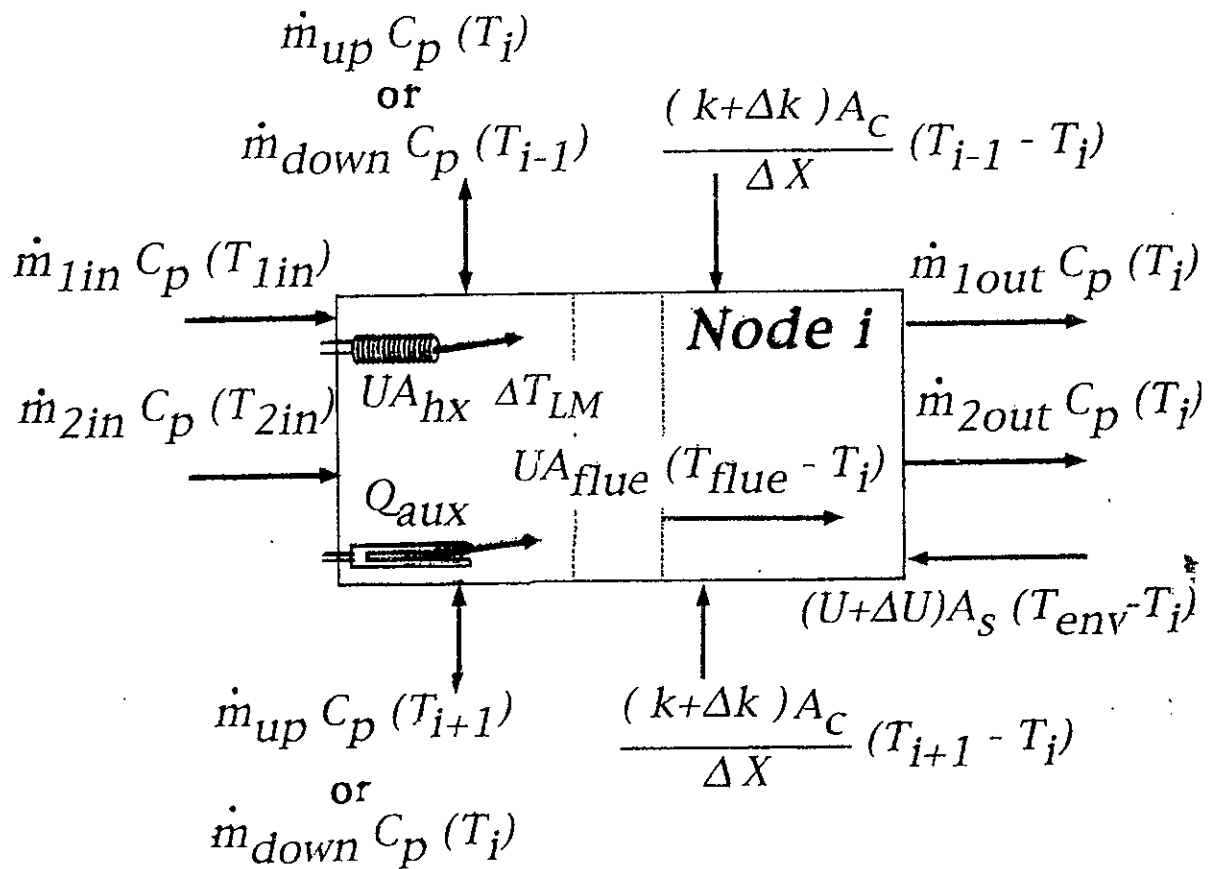 ṁup Cp (Ti)
or
ṁdown Cp (Ti-1)
(k+Δk)Ac
ΔX
(Ti-1 - Ti)
ṁ1in Cp (T1in)
ṁ1out Cp (Ti)
Node i
UAhx ΔTLM
ṁ2in Cp (T2in)
ṁ2out Cp (Ti)
UAflue (Tflue - Ti)
Qaux
(U+ΔU)As (Tenv-Ti)
ṁup Cp (Ti+1)
or
ṁdown Cp (Ti)
(k+Δk)Ac
ΔX
(Ti+1 - Ti)